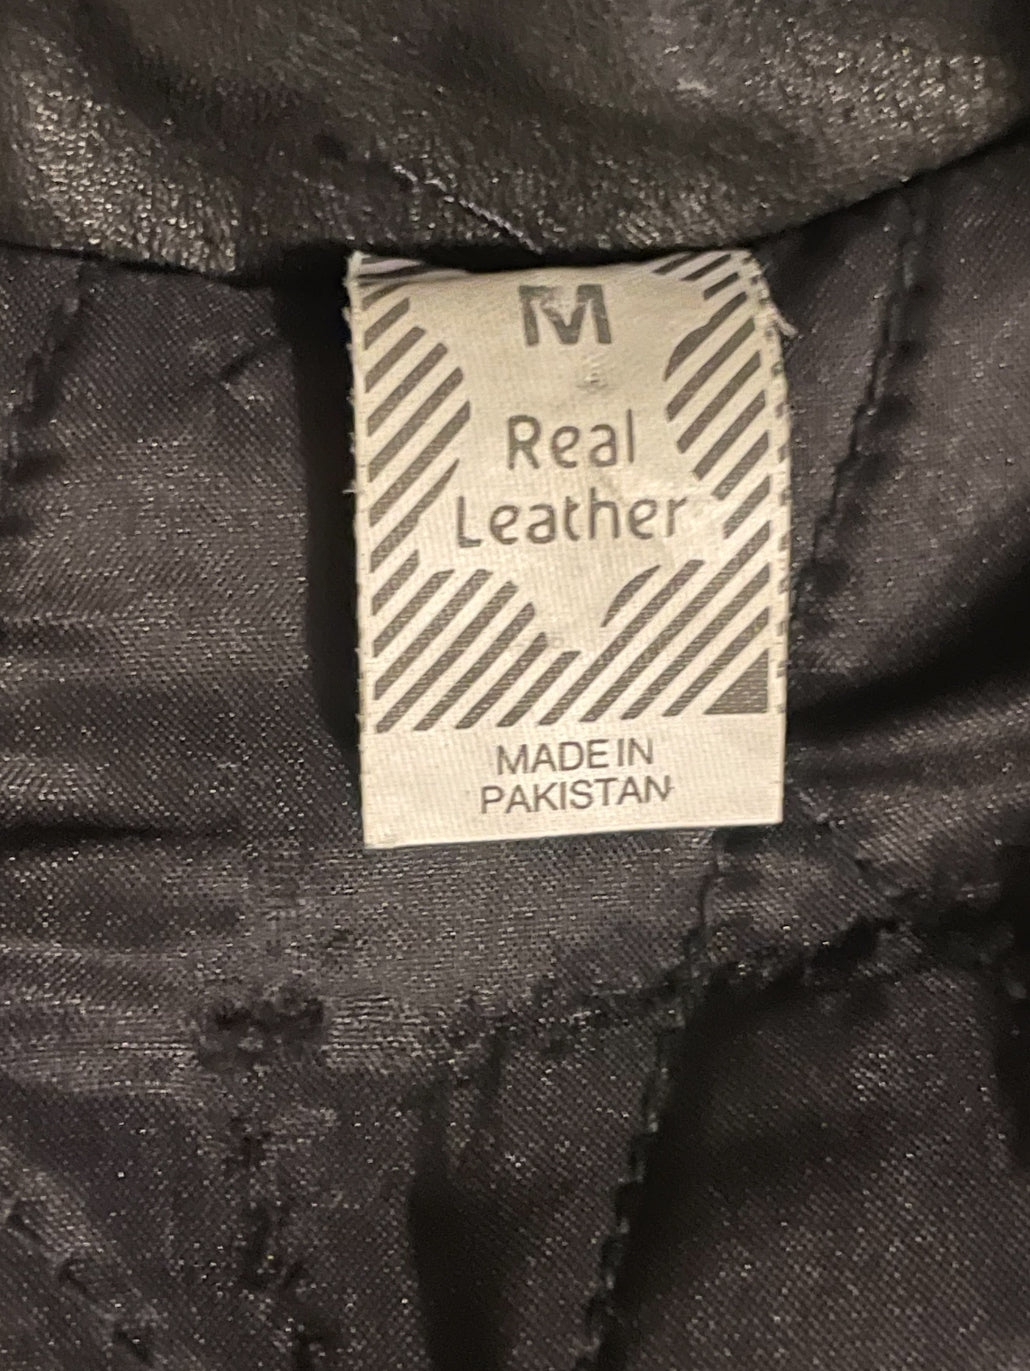 M
Real
Leather
MADE IN
PAKISTAN